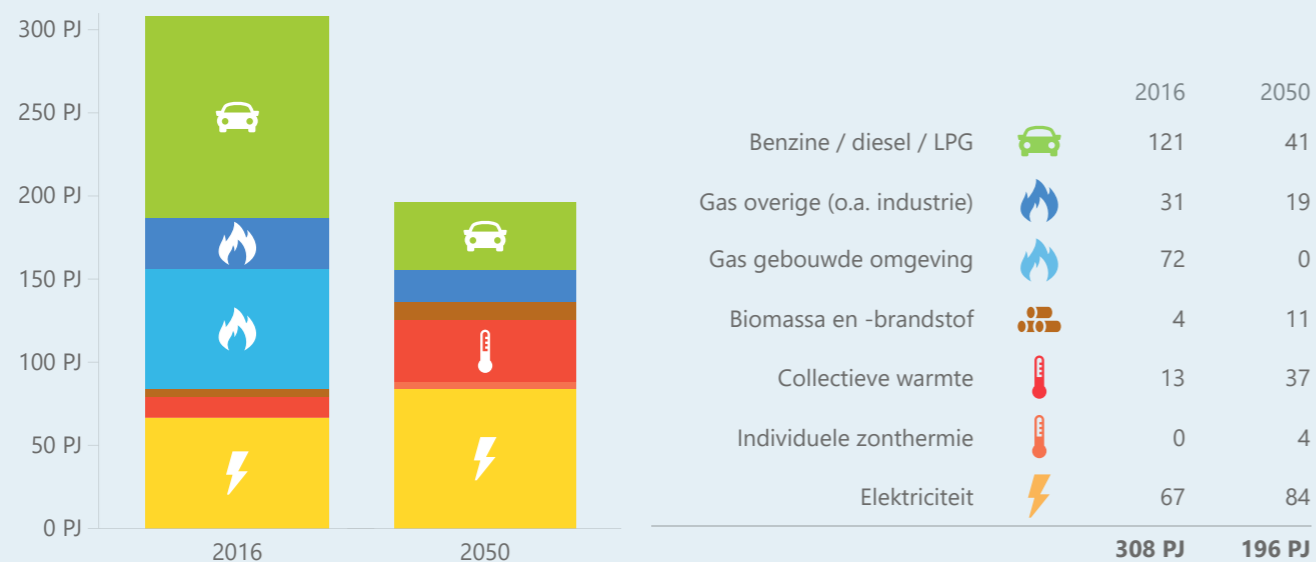 300 PJ
250 PJ
200 PJ
150 PJ
100 PJ
50 PJ
0 PJ
2016 2050
2016 2050
Benzine / diesel / LPG 121 41
Gas overige (o.a. industrie) 31 19
Gas gebouwde omgeving 72 0
Biomassa en -brandstof 4 11
Collectieve warmte 13 37
Individuele zonthermie 0 4
Elektriciteit 67 84
308 PJ 196 PJ